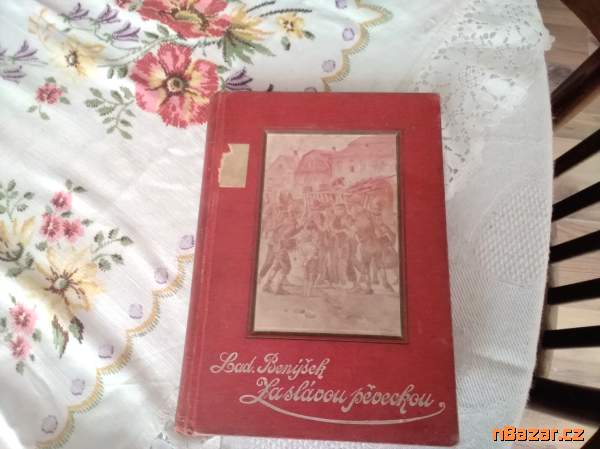 Lad. Benýšek
Za slávou pěveckou
nBazar.cz